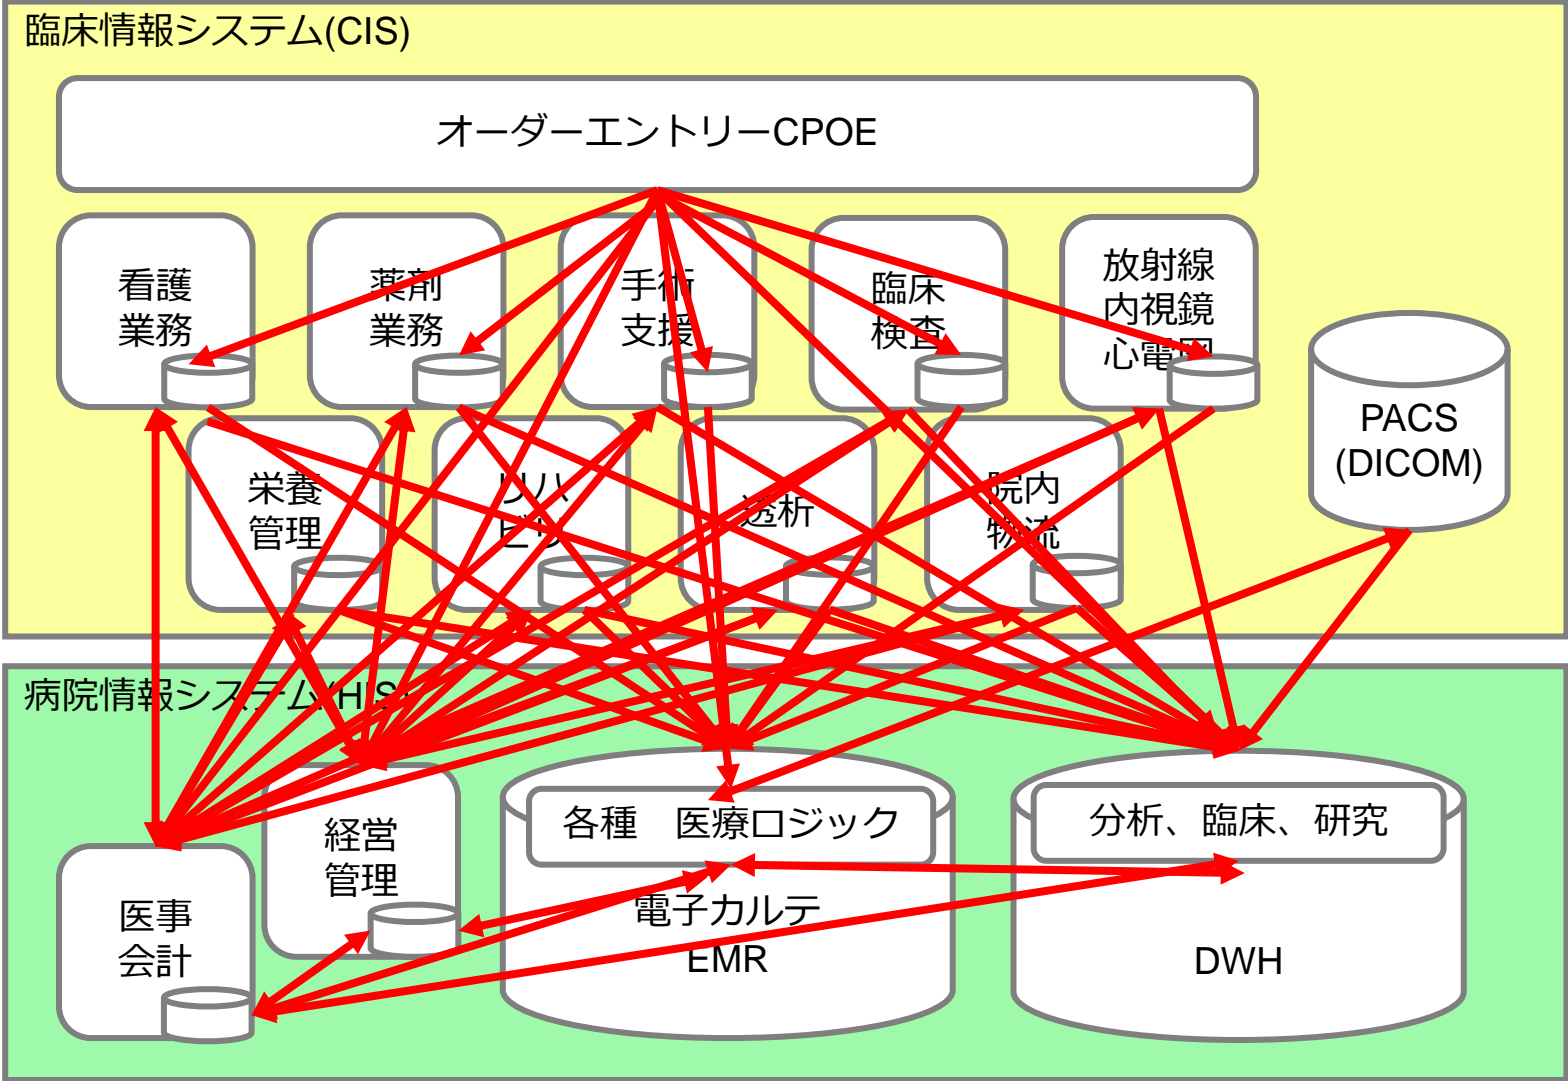 臨床情報システム(CIS)
オーダーエントリーCPOE
看護
業務
薬剤
業務
手術
支援
臨床
検査
放射線
内視鏡
心電図
PACS
(DICOM)
栄養
管理
リハ
ビリ
透析
院内
物流
病院情報システム(HIS)
各種　医療ロジック
分析、臨床、研究
経営
管理
医事
会計
電子カルテ
EMR
DWH